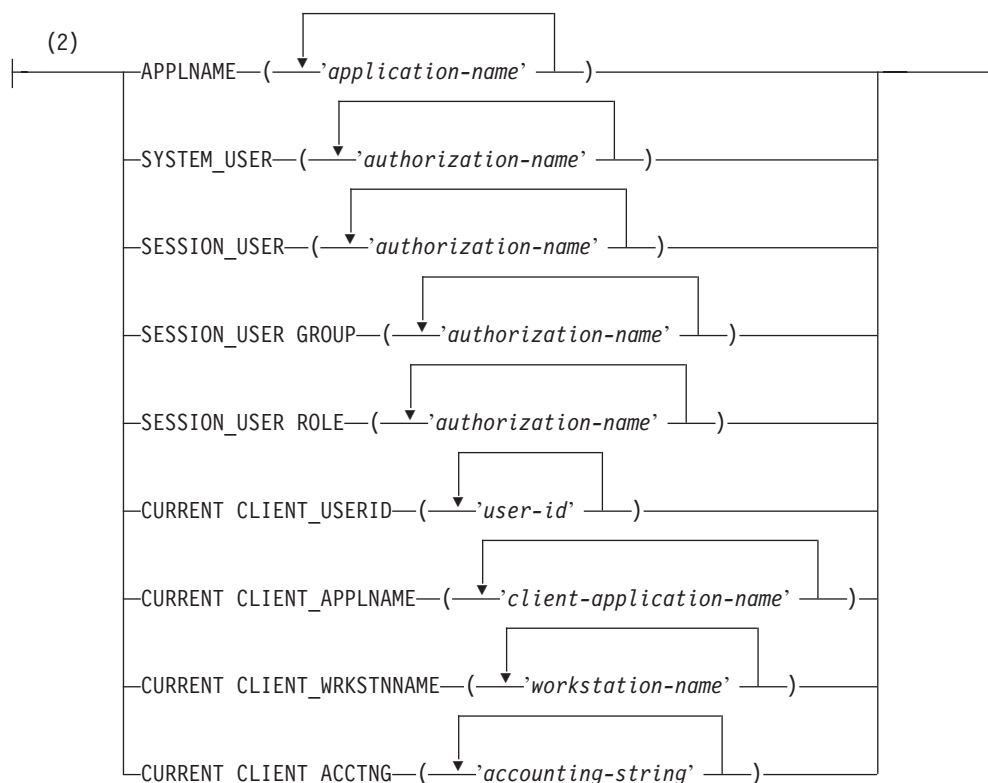 (2)
APPLNAME ( 'application-name' )
SYSTEM_USER ( 'authorization-name' )
SESSION_USER ( 'authorization-name' )
SESSION_USER GROUP ( 'authorization-name' )
SESSION_USER ROLE ( 'authorization-name' )
CURRENT CLIENT_USERID ( 'user-id' )
CURRENT CLIENT_APPLNAME ( 'client-application-name' )
CURRENT CLIENT_WRKSTNNAME ( 'workstation-name' )
CURRENT CLIENT_ACCTNG ( 'accounting-string' )